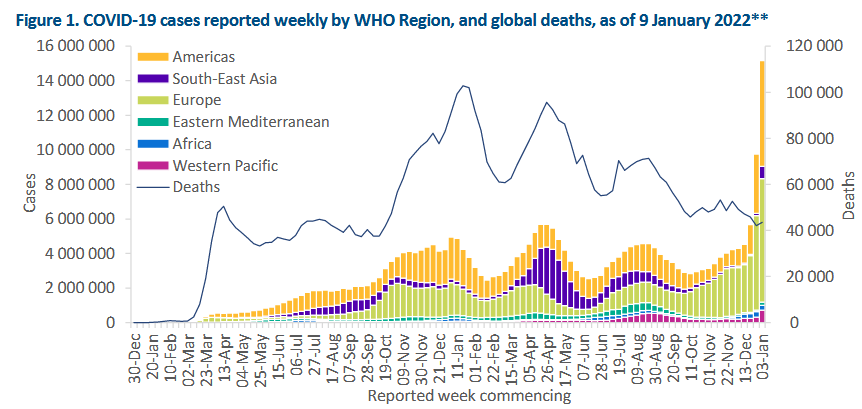 Figure 1. COVID-19 cases reported weekly by WHO Region, and global deaths, as of 9 January 2022**
16 000 000
14 000 000
12 000 000
10 000 000
8 000 000
6 000 000
4 000 000
2 000 000
0
Cases
Americas
South-East Asia
Europe
Eastern Mediterranean
Africa
Western Pacific
Deaths
120 000
100 000
80 000
60 000
40 000
20 000
0
Deaths
30-Dec
20-Jan
10-Feb
02-Mar
23-Mar
13-Apr
04-May
25-May
15-Jun
06-Jul
27-Jul
17-Aug
07-Sep
28-Sep
19-Oct
09-Nov
30-Nov
21-Dec
11-Jan
01-Feb
22-Feb
15-Mar
05-Apr
26-Apr
17-May
07-Jun
28-Jun
19-Jul
09-Aug
30-Aug
20-Sep
11-Oct
01-Nov
22-Nov
13-Dec
03-Jan
Reported week commencing